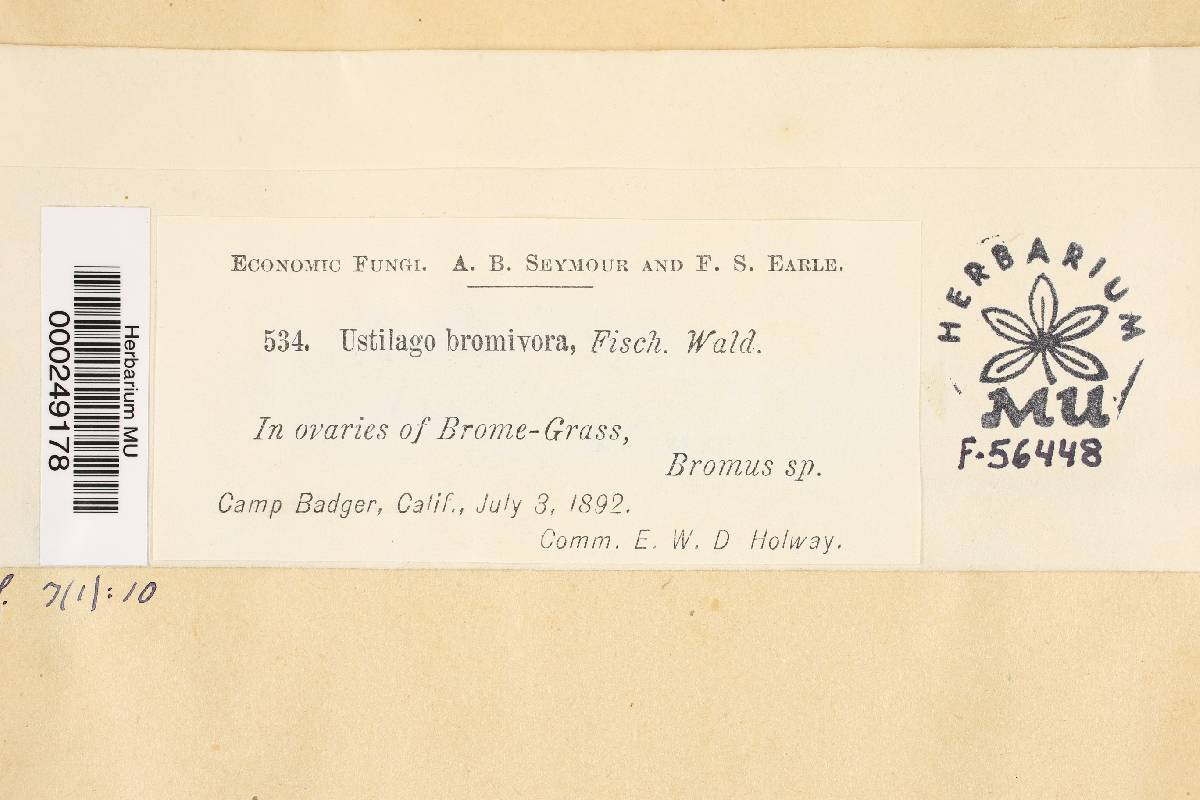 Economic Fungi. A. B. Seymour and F. S. Earle.
534. Ustilago bromivora, Fisch. Wald.
In ovaries of Brome-Grass,
Bromus sp.
Camp Badger, Calif., July 3, 1892.
Comm. E. W. D Holway.
Herbarium MU
000249178
HERBARIUM
MU
F-56448
7(1):10